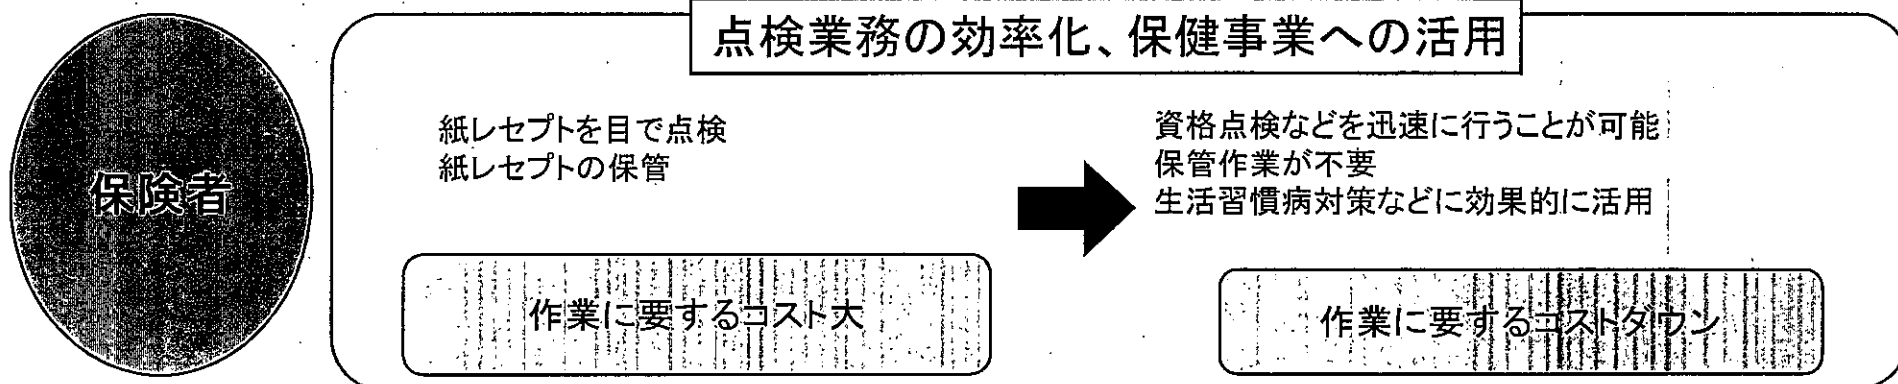 点検業務の効率化、保健事業への活用
保険者
紙レセプトを目で点検
紙レセプトの保管
作業に要するコスト大
資格点検などを迅速に行うことが可能
保管作業が不要
生活習慣病対策などに効果的に活用
作業に要するコストダウン